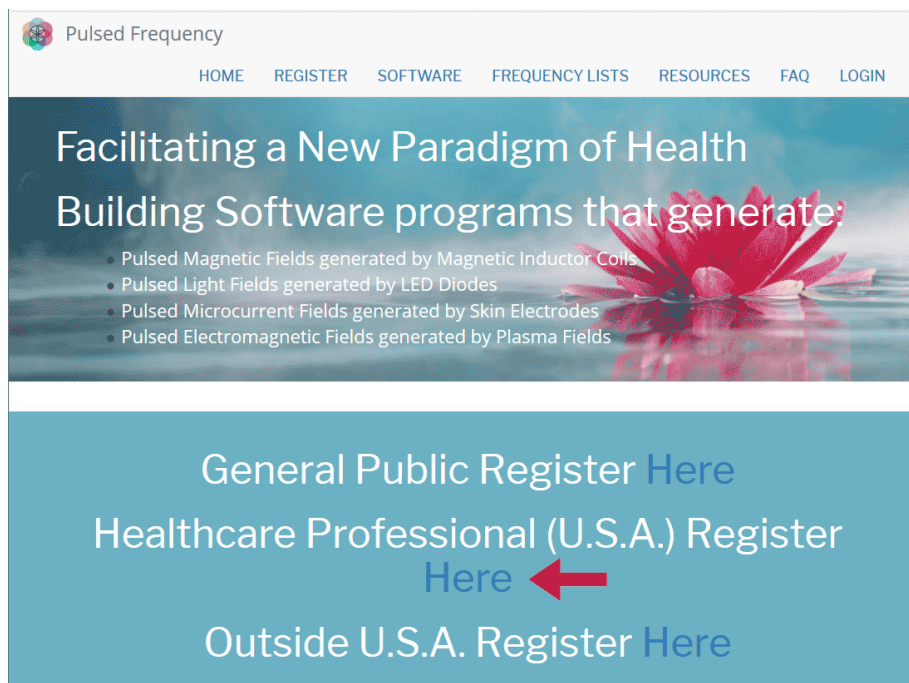 Pulsed Frequency
HOME REGISTER SOFTWARE FREQUENCY LISTS RESOURCES FAQ LOGIN
Facilitating a New Paradigm of Health
Building Software programs that generate:
Pulsed Magnetic Fields generated by Magnetic Inductor Coils
Pulsed Light Fields generated by LED Diodes
Pulsed Microcurrent Fields generated by Skin Electrodes
Pulsed Electromagnetic Fields generated by Plasma Fields
General Public Register Here
Healthcare Professional (U.S.A.) Register
Here
Outside U.S.A. Register Here